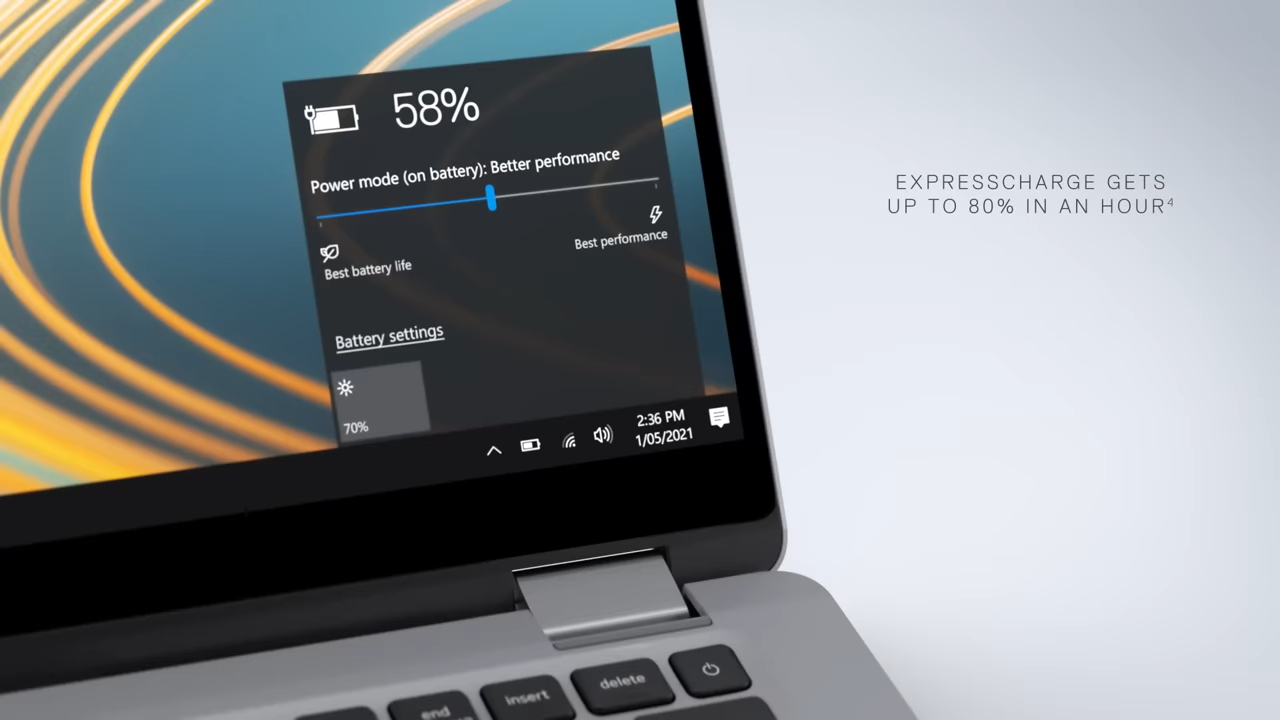 58%
Power mode (on battery): Better performance
Best battery life
Best performance
Battery settings
70%
2:36 PM
1/05/2021
EXPRESSCHARGE GETS
UP TO 80% IN AN HOUR⁴
end
insert
delete